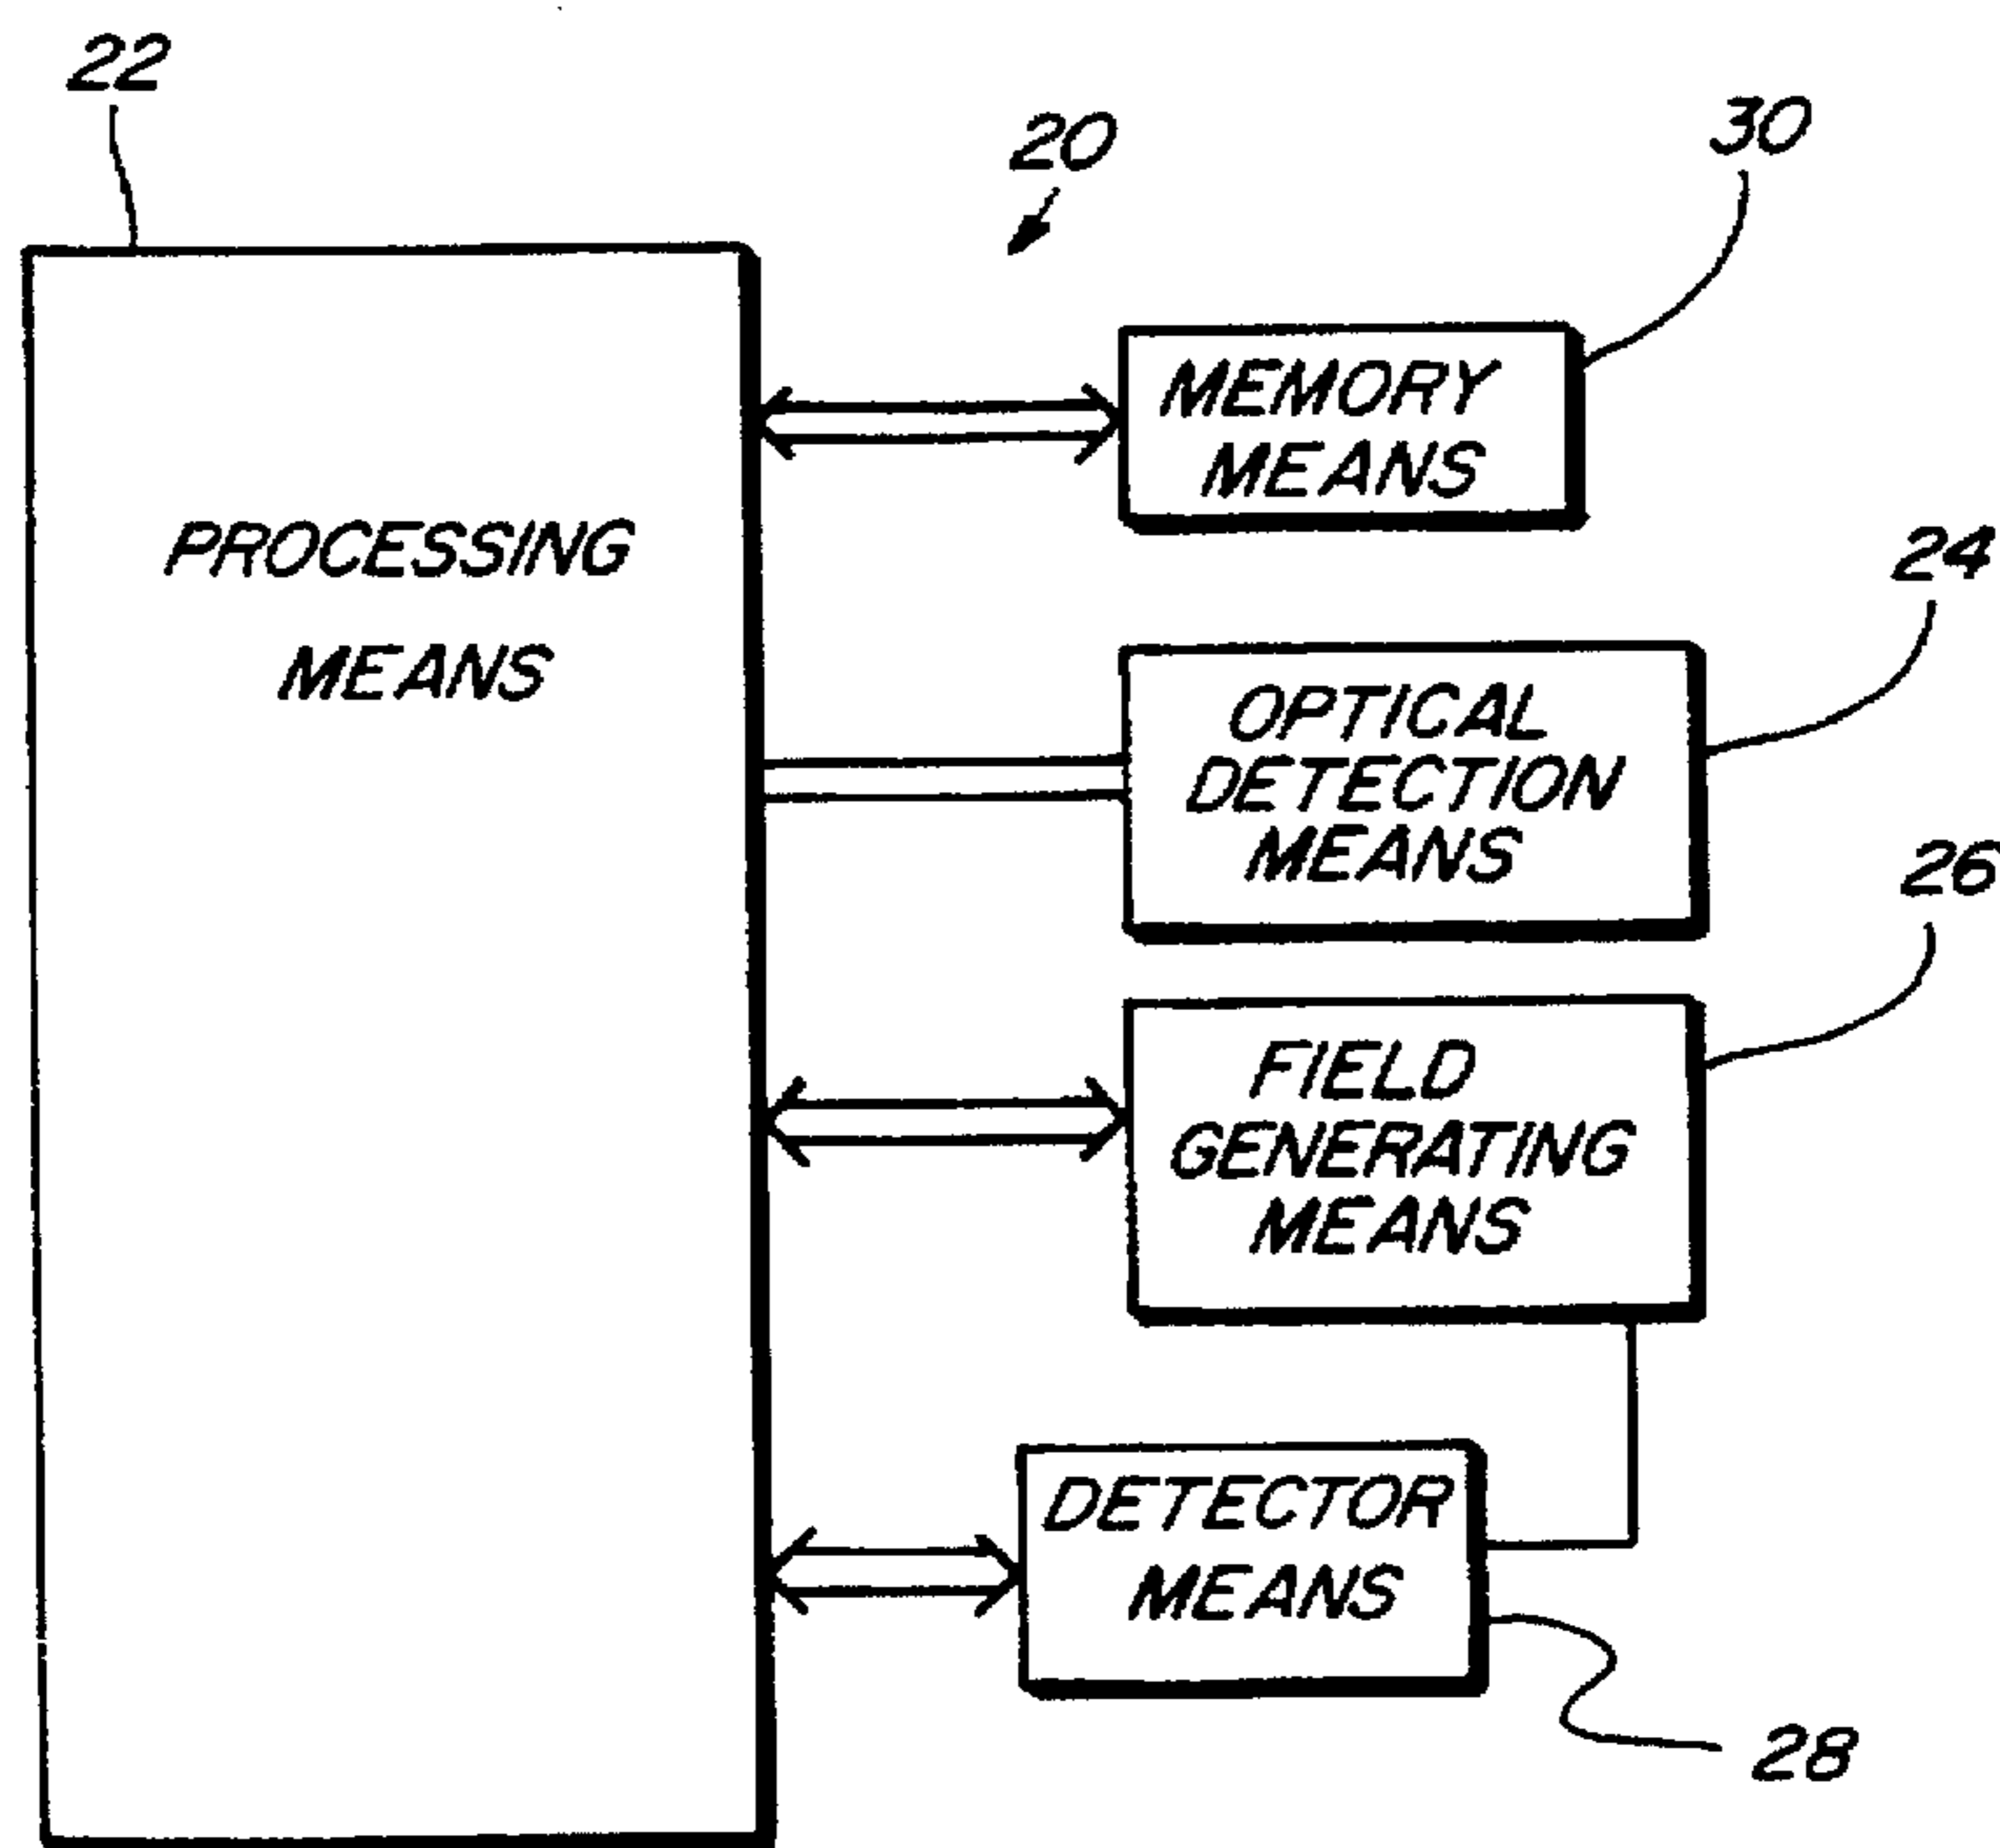 22
20
30
MEMORY
MEANS
PROCESSING
MEANS
24
OPTICAL
DETECTION
MEANS
26
FIELD
GENERATING
MEANS
DETECTOR
MEANS
28